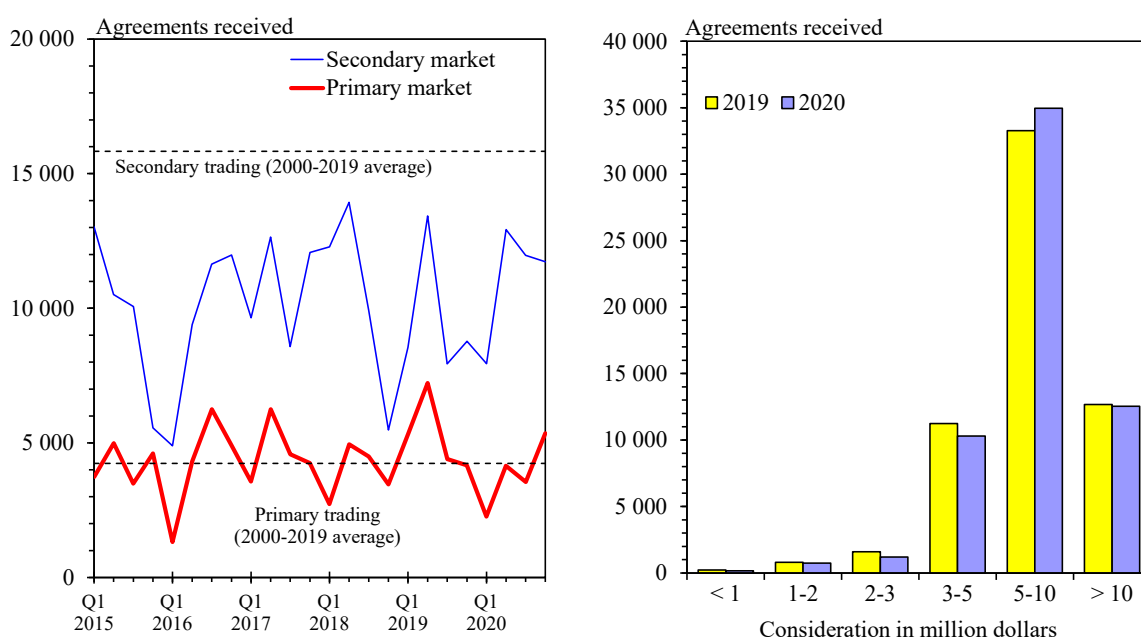 Agreements received
20 000
Secondary market
Primary market
Secondary trading (2000-2019 average)
15 000
10 000
5 000
Primary trading
(2000-2019 average)
0
Q1 Q1 Q1 Q1 Q1 Q1
2015 2016 2017 2018 2019 2020
Agreements received
40 000
2019 2020
35 000
30 000
25 000
20 000
15 000
10 000
5 000
0
< 1 1-2 2-3 3-5 5-10 > 10
Consideration in million dollars